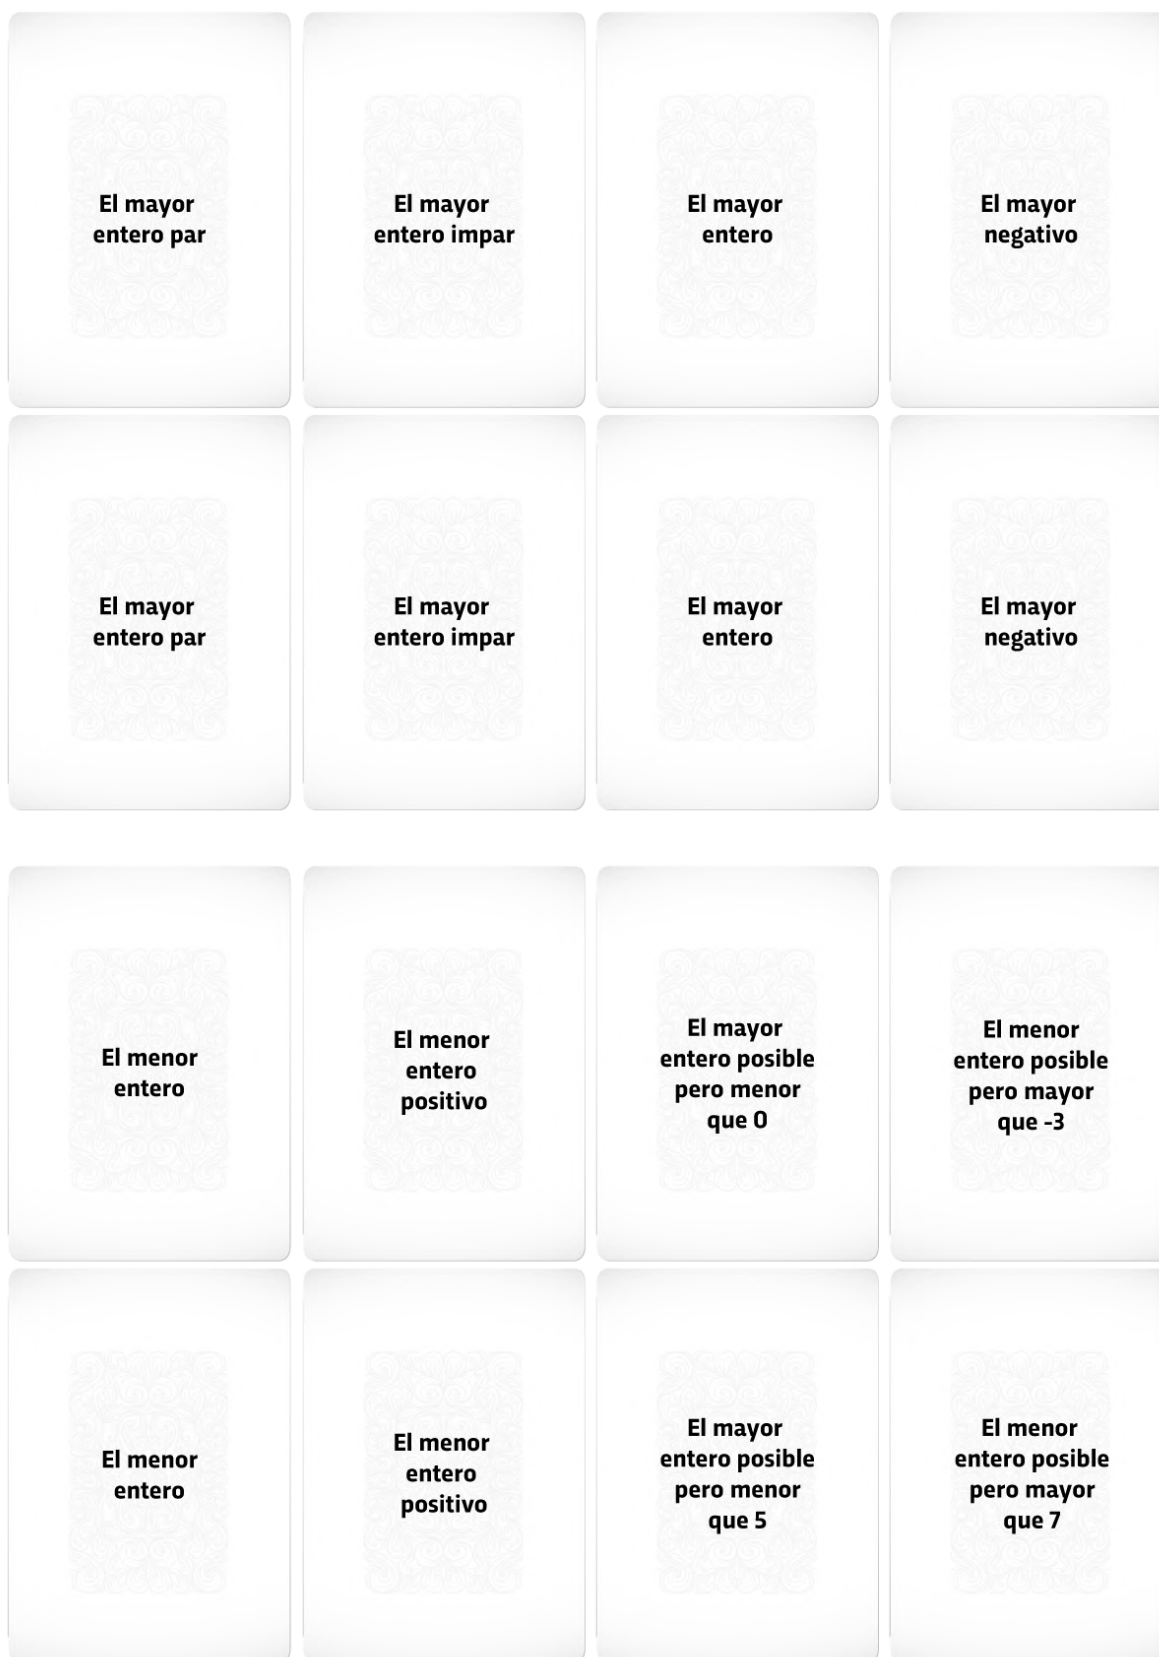 El mayor
entero par
El mayor
entero impar
El mayor
entero
El mayor
negativo
El mayor
entero par
El mayor
entero impar
El mayor
entero
El mayor
negativo
El menor
entero
El menor
entero
positivo
El mayor
entero posible
pero menor
que 0
El menor
entero posible
pero mayor
que -3
El menor
entero
El menor
entero
positivo
El mayor
entero posible
pero menor
que 5
El menor
entero posible
pero mayor
que 7